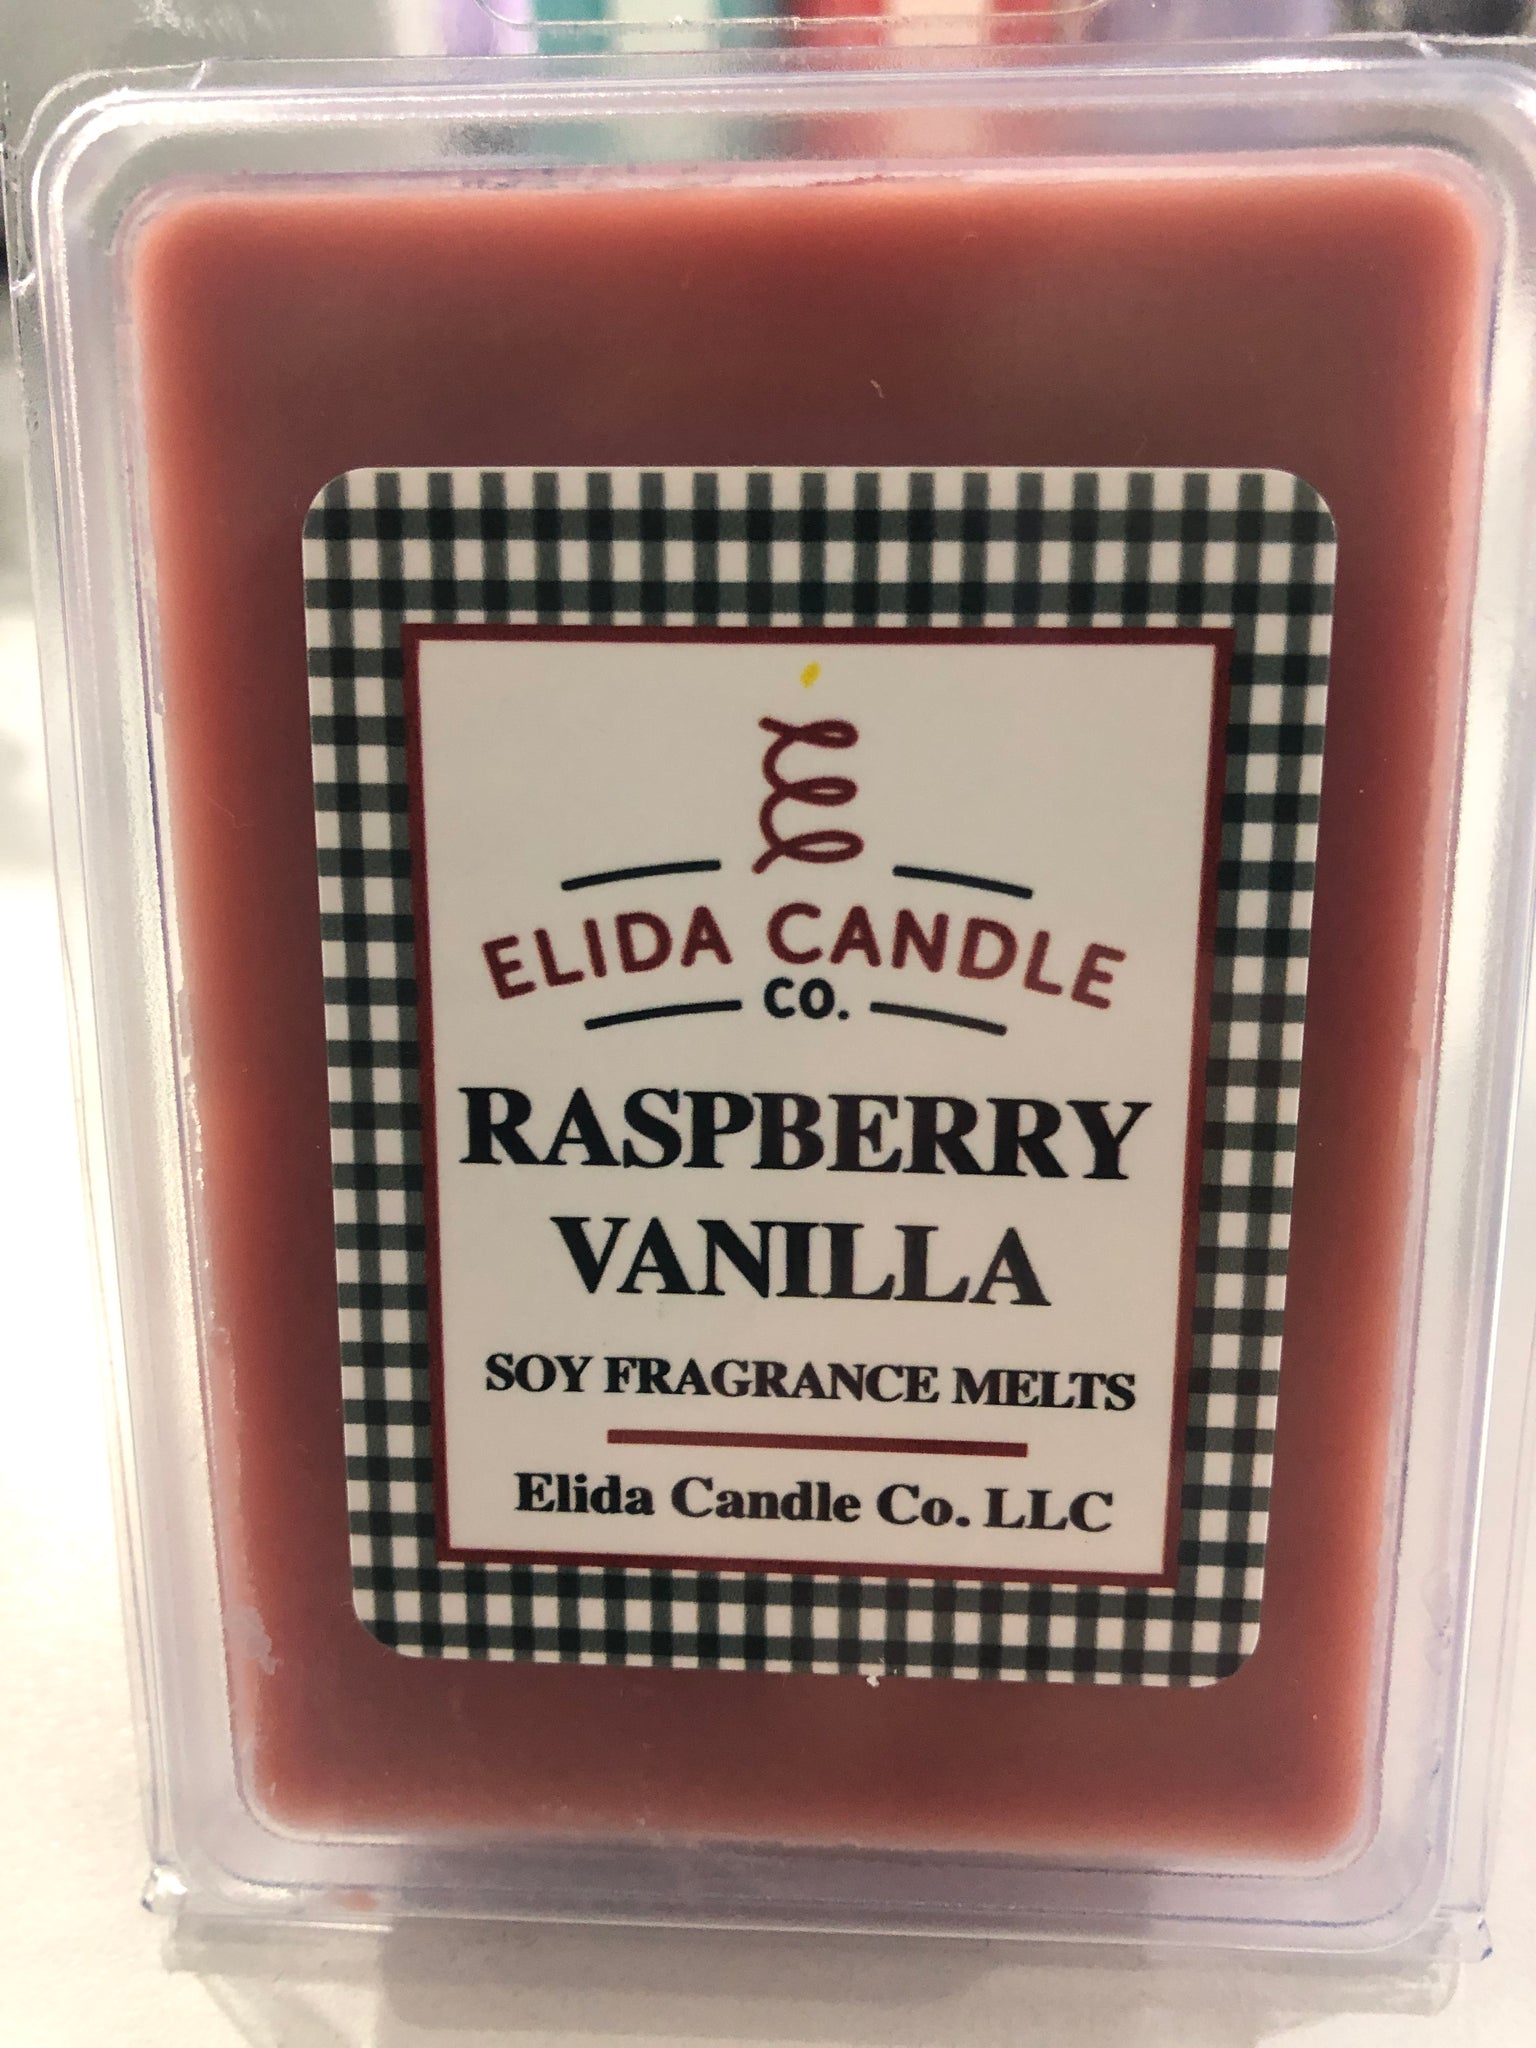 ELIDA CANDLE
CO.
RASPBERRY
VANILLA
SOY FRAGRANCE MELTS
Elida Candle Co. LLC